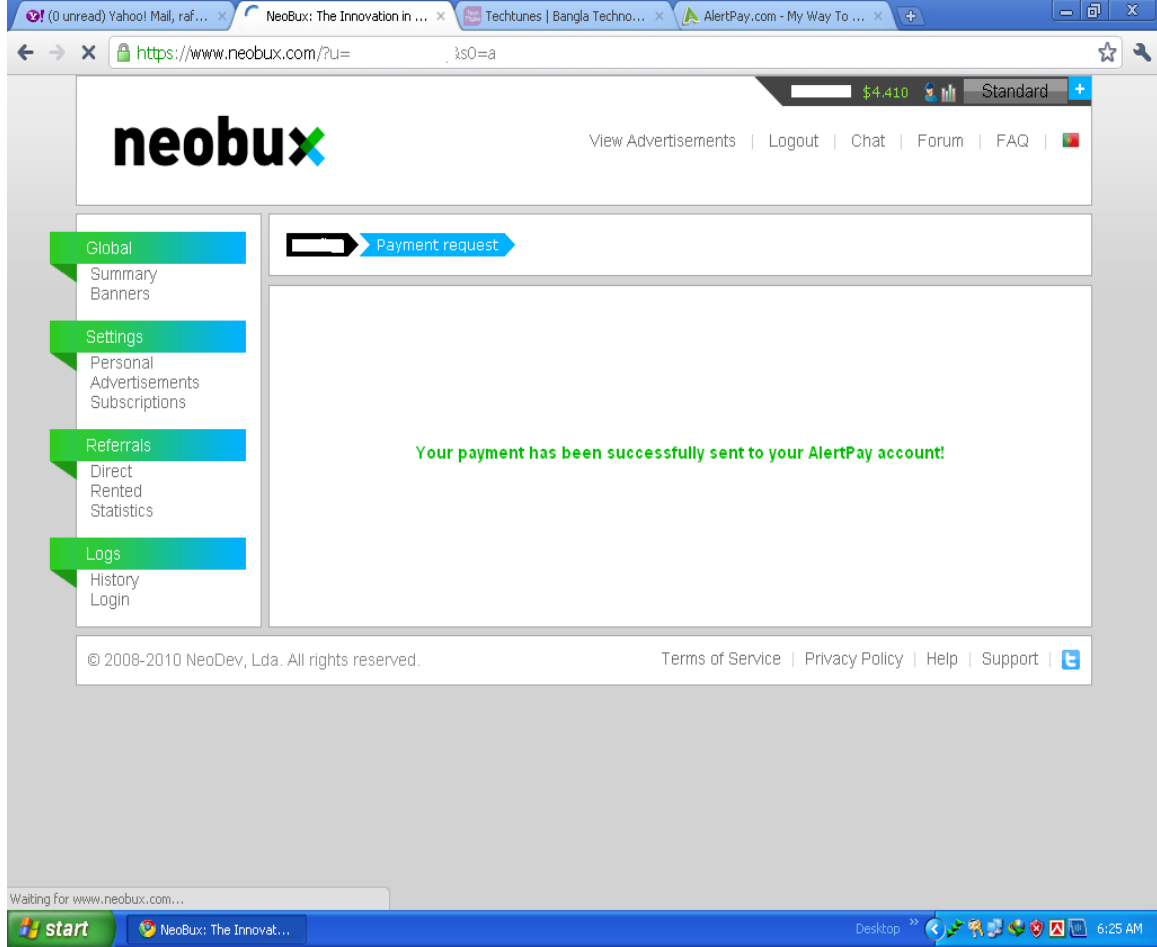 (0 unread) Yahoo! Mail, raf...
NeoBux: The Innovation in ...
Techtunes | Bangla Techno...
AlertPay.com - My Way To ...
https://www.neobux.com/?u=
s0=a
$4.410
Standard
+
neobux
View Advertisements | Logout | Chat | Forum | FAQ |
Payment request
Global
Summary
Banners
Settings
Personal
Advertisements
Subscriptions
Referrals
Direct
Rented
Statistics
Logs
History
Login
Your payment has been successfully sent to your AlertPay account!
© 2008-2010 NeoDev, Lda. All rights reserved.
Terms of Service | Privacy Policy | Help | Support |
Waiting for www.neobux.com...
start
NeoBux: The Innovat...
Desktop
6:25 AM